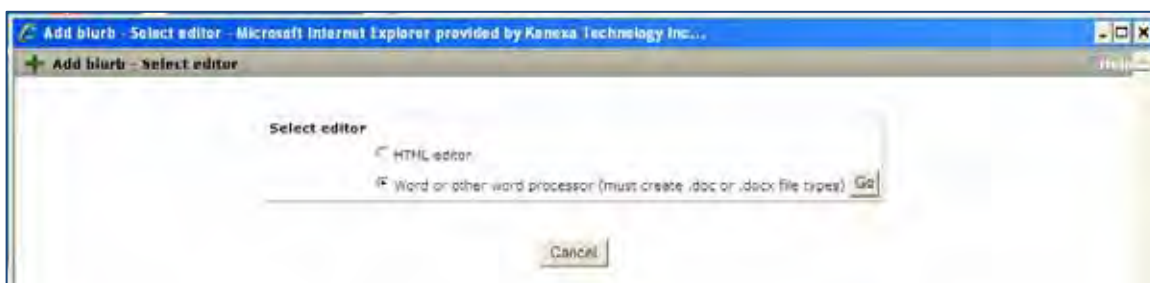 Add blurb - Select editor - Microsoft Internet Explorer provided by Kenexa Technology Inc...
Add blurb - Select editor
Help
Select editor
HTML editor
Word or other word processor (must create .doc or .docx file types) Go
Cancel